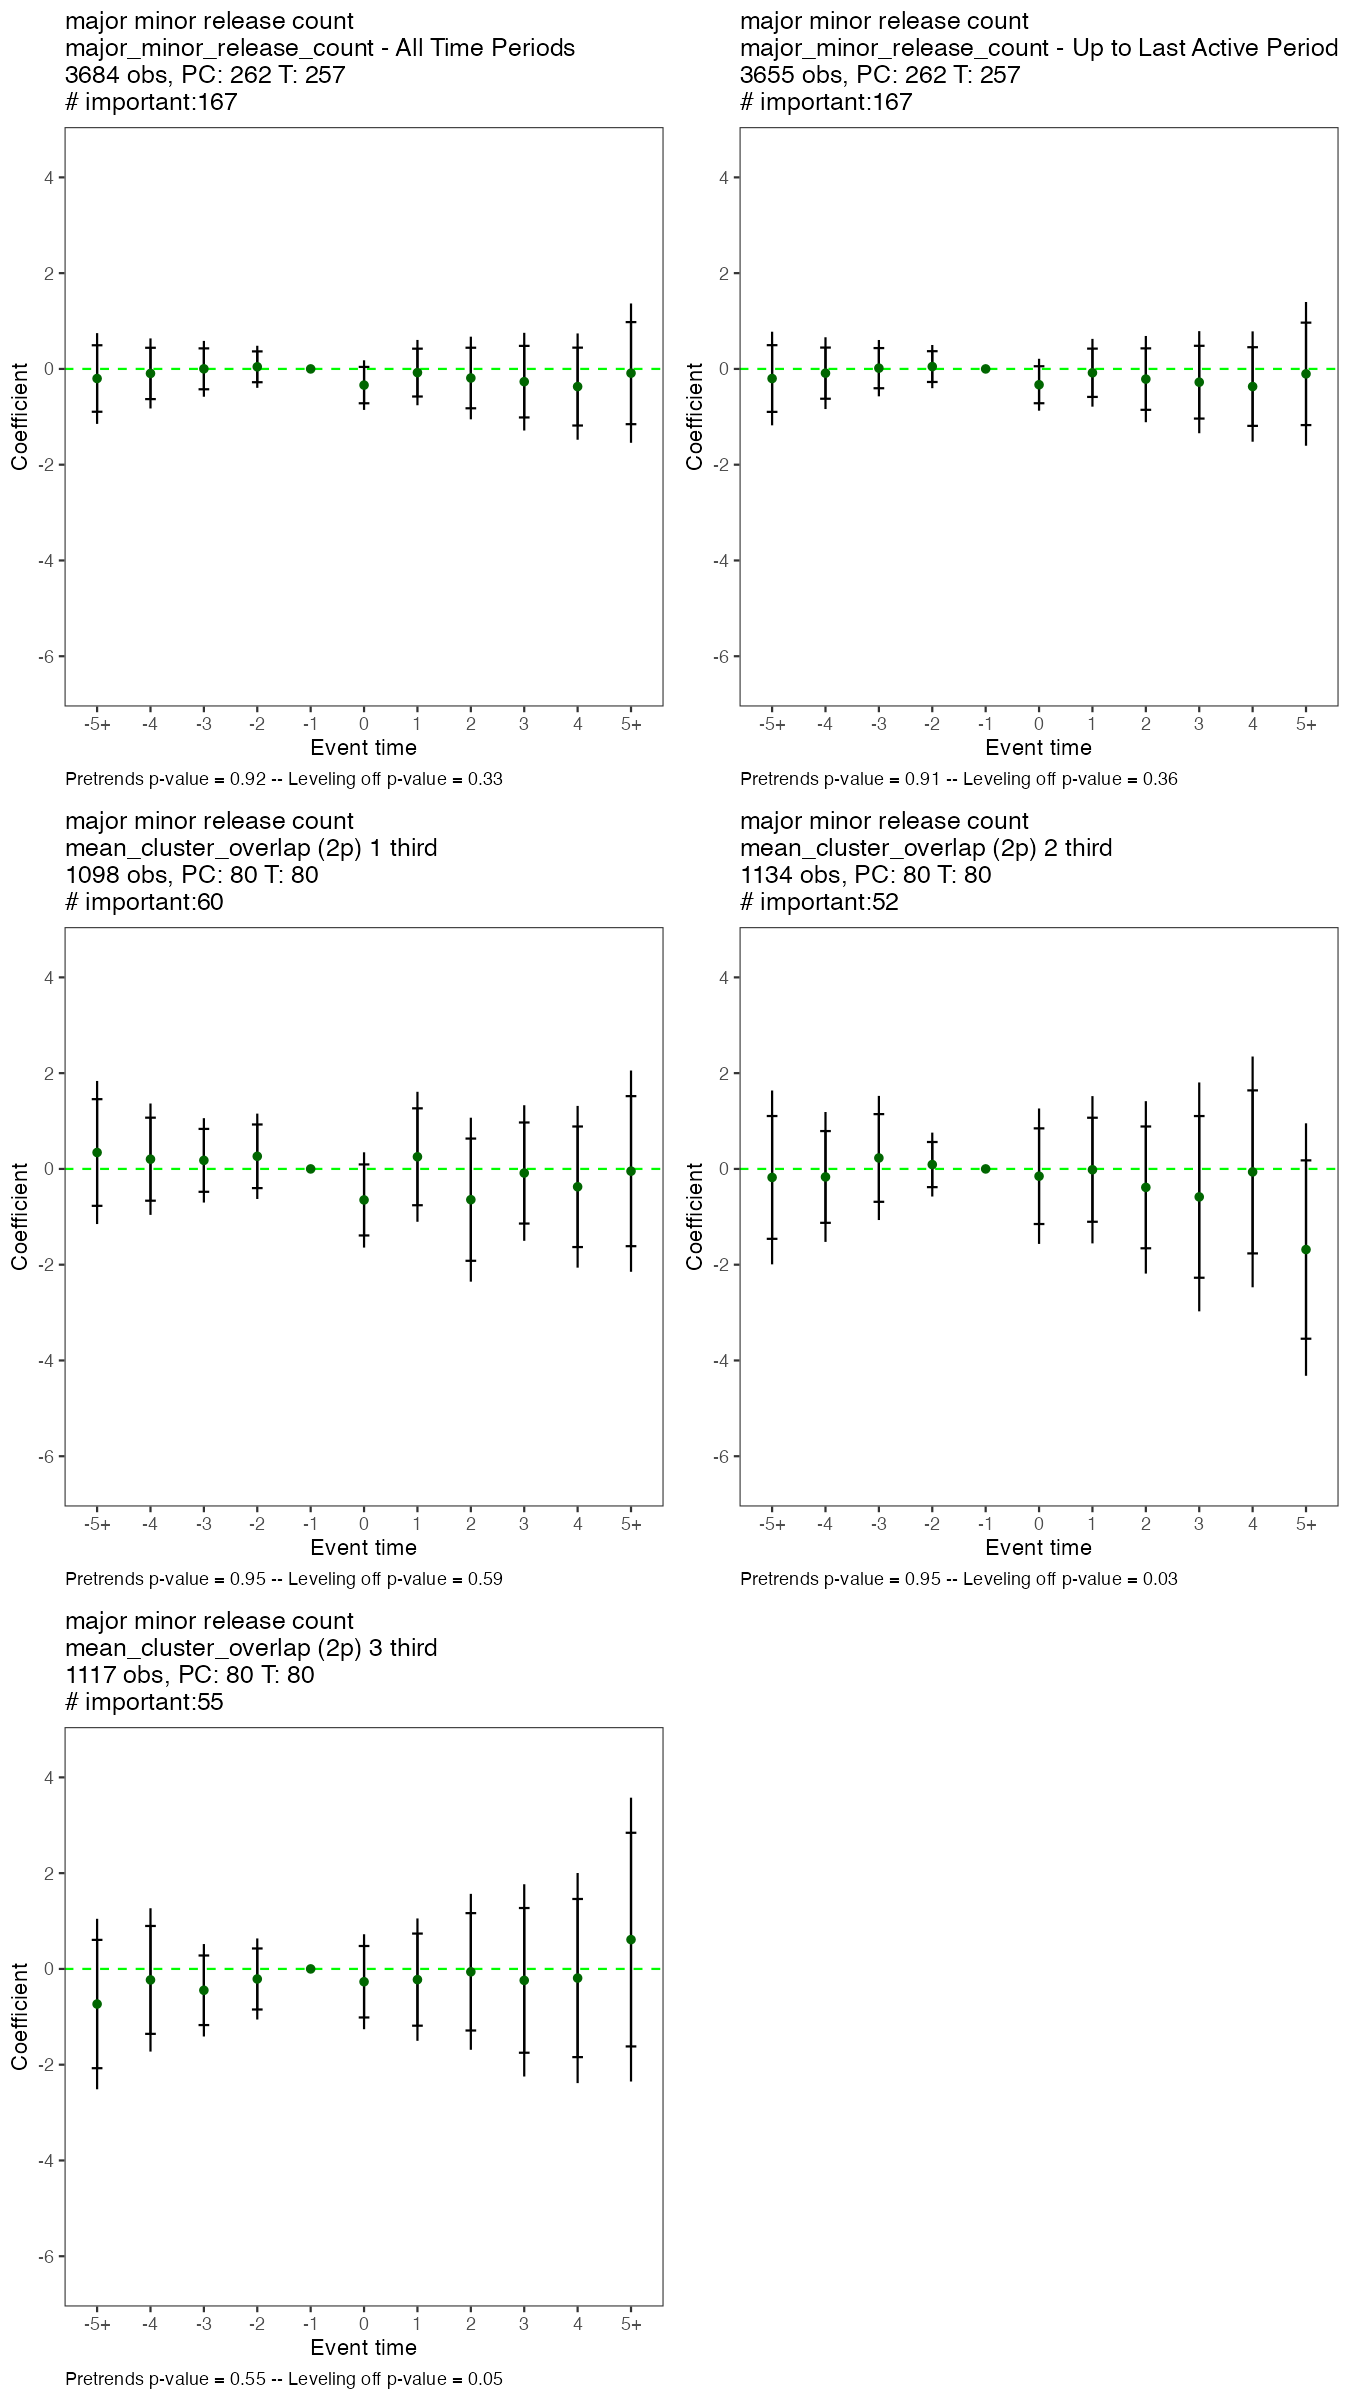 major minor release count
major_minor_release_count - All Time Periods
3684 obs, PC: 262 T: 257
# important:167
4
2
0
-2
-4
-6
Coefficient
-5+ -4 -3 -2 -1 0 1 2 3 4 5+
Event time
Pretrends p-value = 0.92 -- Leveling off p-value = 0.33
major minor release count
major_minor_release_count - Up to Last Active Period
3655 obs, PC: 262 T: 257
# important:167
4
2
0
-2
-4
-6
Coefficient
-5+ -4 -3 -2 -1 0 1 2 3 4 5+
Event time
Pretrends p-value = 0.91 -- Leveling off p-value = 0.36
major minor release count
mean_cluster_overlap (2p) 1 third
1098 obs, PC: 80 T: 80
# important:60
4
2
0
-2
-4
-6
Coefficient
-5+ -4 -3 -2 -1 0 1 2 3 4 5+
Event time
Pretrends p-value = 0.95 -- Leveling off p-value = 0.59
major minor release count
mean_cluster_overlap (2p) 2 third
1134 obs, PC: 80 T: 80
# important:52
4
2
0
-2
-4
-6
Coefficient
-5+ -4 -3 -2 -1 0 1 2 3 4 5+
Event time
Pretrends p-value = 0.95 -- Leveling off p-value = 0.03
major minor release count
mean_cluster_overlap (2p) 3 third
1117 obs, PC: 80 T: 80
# important:55
4
2
0
-2
-4
-6
Coefficient
-5+ -4 -3 -2 -1 0 1 2 3 4 5+
Event time
Pretrends p-value = 0.55 -- Leveling off p-value = 0.05